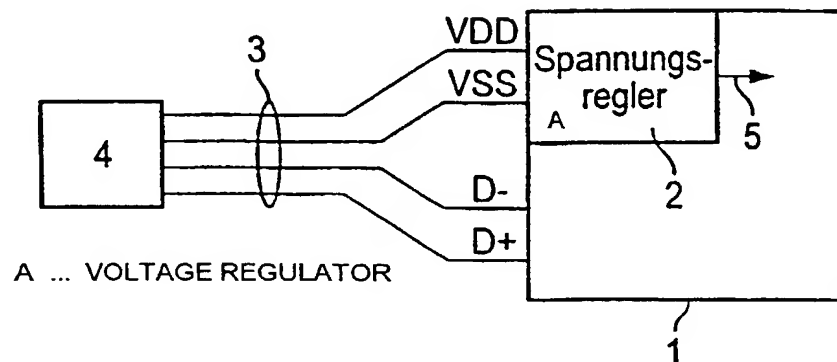 3
VDD
VSS
Spannungs-
regler
A
5
4
2
D-
D+
A ... VOLTAGE REGULATOR
1